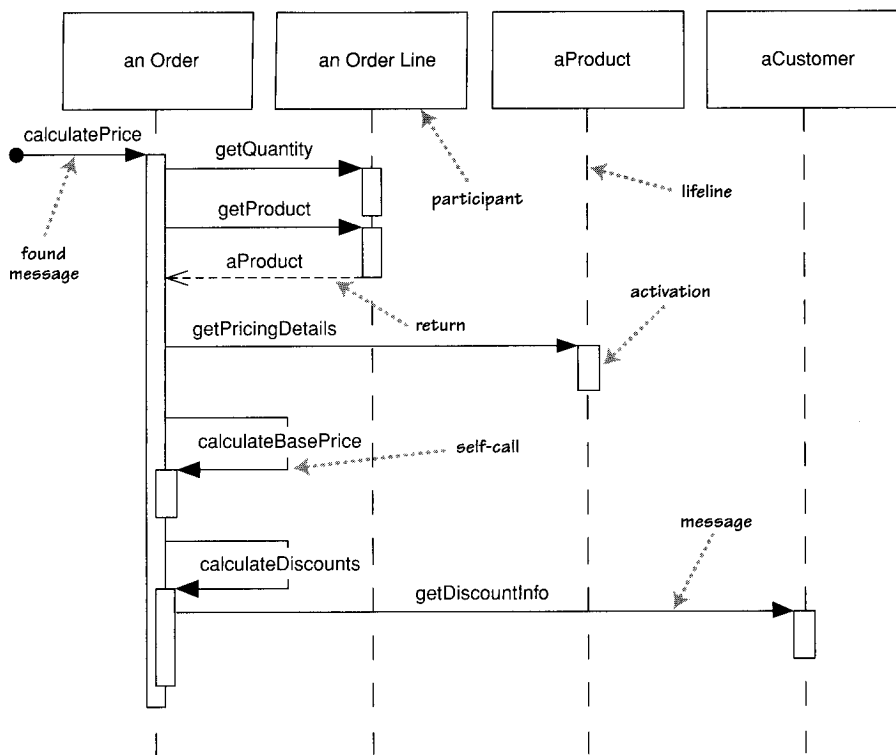 an Order
an Order Line
aProduct
aCustomer
calculatePrice
getQuantity
participant
lifeline
getProduct
found
message
aProduct
return
activation
getPricingDetails
calculateBasePrice
self-call
message
calculateDiscounts
getDiscountInfo